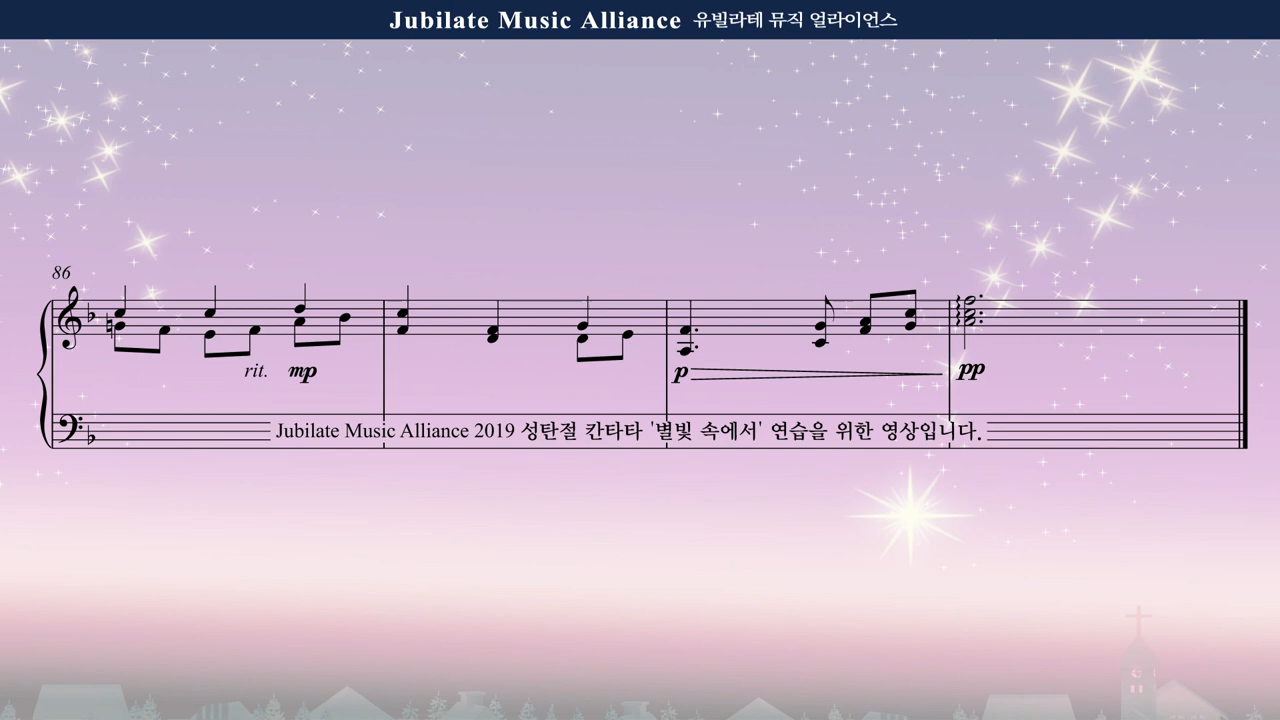 Jubilate Music Alliance 유빌라테 뮤직 얼라이언스
86
rit. mp
p
pp
Jubilate Music Alliance 2019 성탄절 칸타타 '별빛 속에서' 연습을 위한 영상입니다.